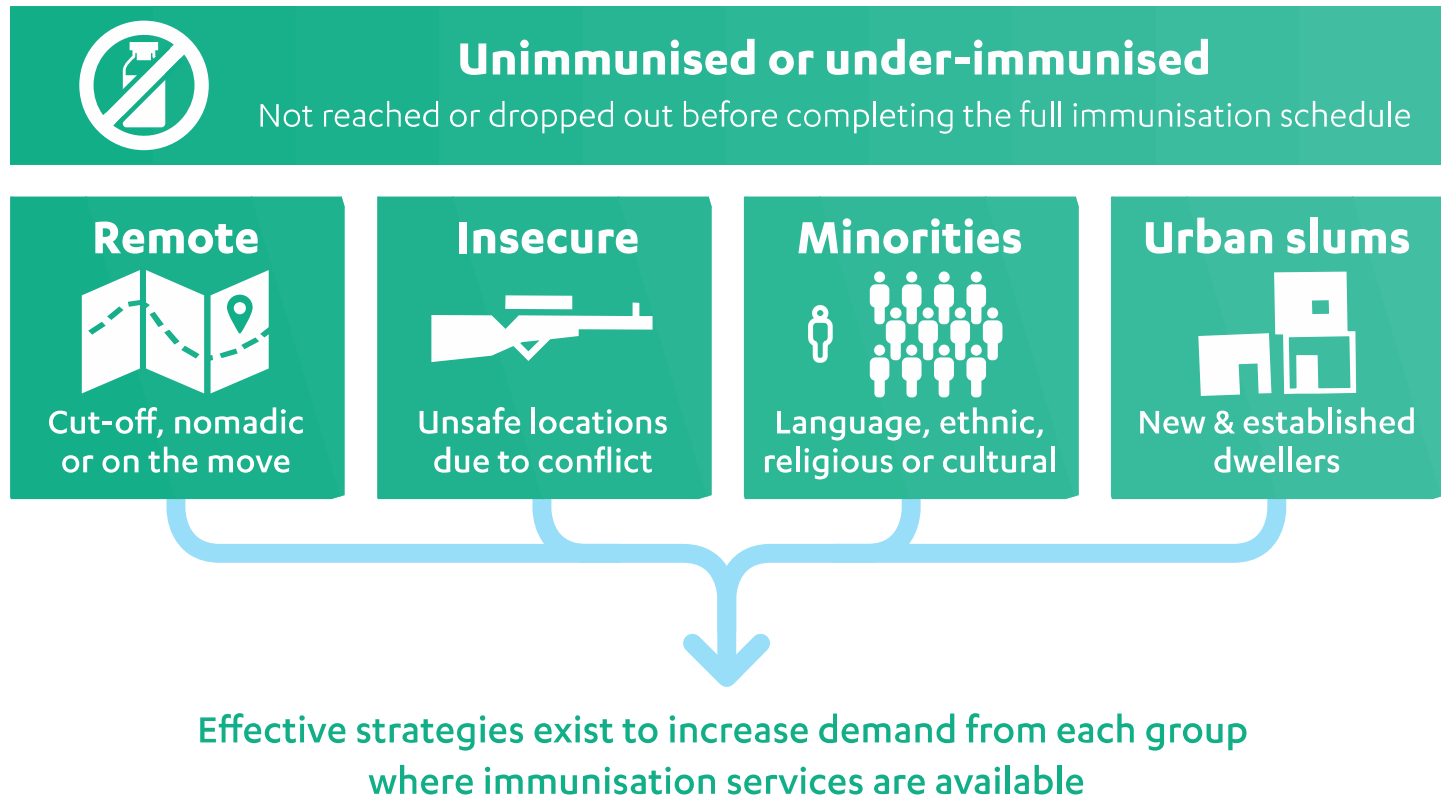 Unimmunised or under-immunised
Not reached or dropped out before completing the full immunisation schedule
Remote
Cut-off, nomadic
or on the move
Insecure
Unsafe locations
due to conflict
Minorities
Language, ethnic,
religious or cultural
Urban slums
New & established
dwellers
Effective strategies exist to increase demand from each group
where immunisation services are available